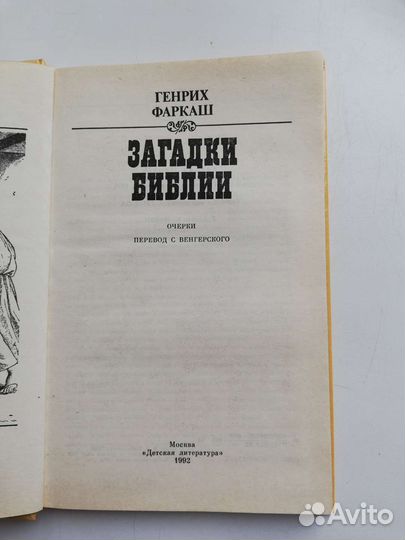 ГЕНРИХ
ФАРКАШ
ЗАГАДКИ
БИБЛИИ
ОЧЕРКИ
ПЕРЕВОД С ВЕНГЕРСКОГО
Москва
«Детская литература»
1992
Avito